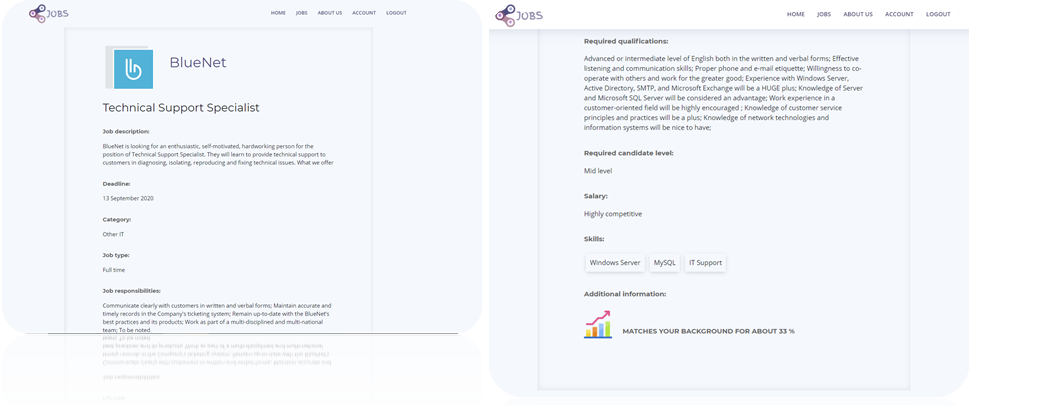 JOBS
HOME JOBS ABOUT US ACCOUNT LOGOUT
BlueNet
Technical Support Specialist
Job description:
BlueNet is looking for an enthusiastic, self-motivated, hardworking person for the
position of Technical Support Specialist. They will learn to provide technical support to
customers in diagnosing, isolating, reproducing and fixing technical issues. What we offer
Deadline:
13 September 2020
Category:
Other IT
Job type:
Full time
Job responsibilities:
Communicate clearly with customers in written and verbal forms; Maintain accurate and
timely records in the Company's ticketing system; Remain up-to-date with the BlueNet's
best practices and its products; Work as part of a multi-disciplined and multi-national
team; To be noted
JOBS
HOME JOBS ABOUT US ACCOUNT LOGOUT
Required qualifications:
Advanced or intermediate level of English both in the written and verbal forms; Effective
listening and communication skills; Proper phone and e-mail etiquette; Willingness to co-
operate with others and work for the greater good; Experience with Windows Server,
Active Directory, SMTP, and Microsoft Exchange will be a HUGE plus; Knowledge of Server
and Microsoft SQL Server will be considered an advantage; Work experience in a
customer-oriented field will be highly encouraged ; Knowledge of customer service
principles and practices will be a plus; Knowledge of network technologies and
information systems will be nice to have;
Required candidate level:
Mid level
Salary:
Highly competitive
Skills:
Windows Server MySQL IT Support
Additional information:
MATCHES YOUR BACKGROUND FOR ABOUT 33 %